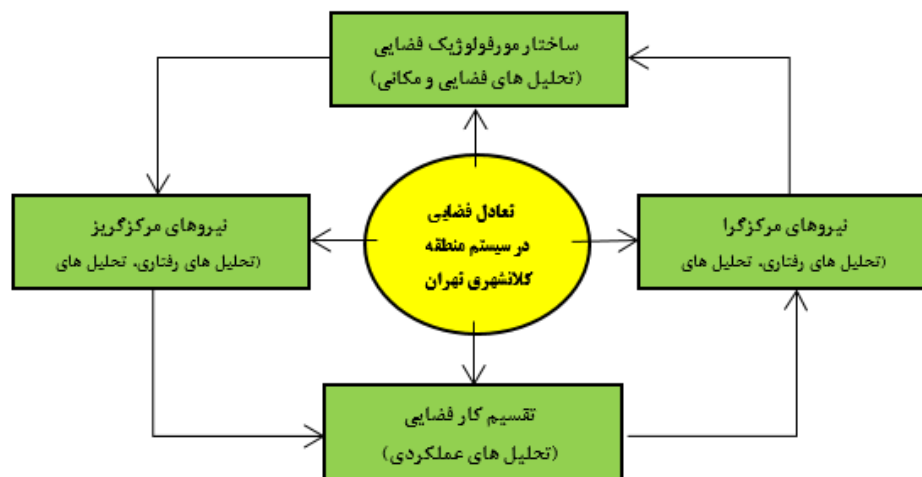 ساختار مورفولوژیک فضایی
(تحلیل های فضایی و مکانی)
نیروهای مرکزگرا
(تحلیل های رفتاری، تحلیل های
تعادل فضایی
در سیستم منطقه
کلانشهری تهران
نیروهای مرکزگریز
(تحلیل های رفتاری، تحلیل های
تقسیم کار فضایی
(تحلیل های عملکردی)